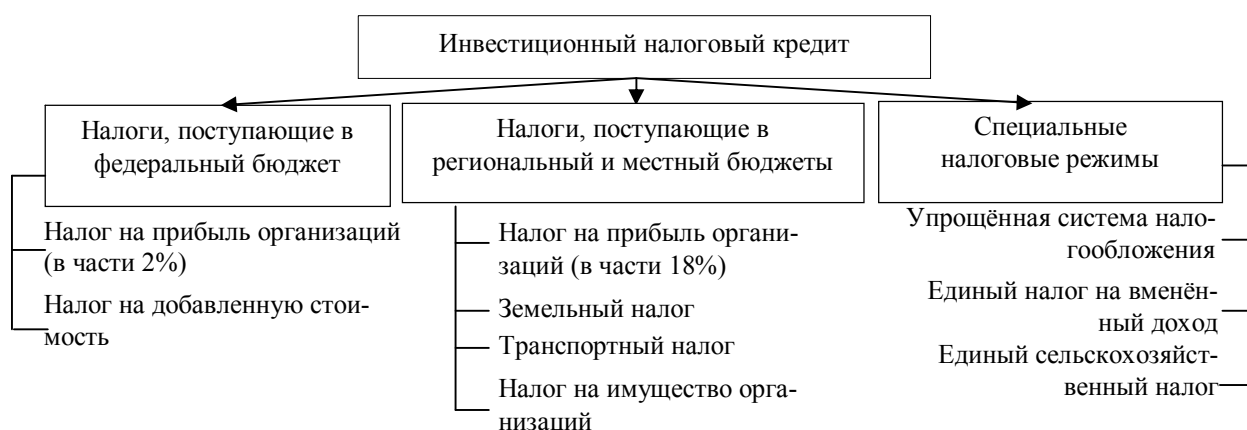 Инвестиционный налоговый кредит
Налоги, поступающие в
федеральный бюджет
Налог на прибыль организаций
(в части 2%)
Налог на добавленную стои-
мость
Налоги, поступающие в
региональный и местный бюджеты
Налог на прибыль органи-
заций (в части 18%)
Земельный налог
Транспортный налог
Налог на имущество орга-
низаций
Специальные
налоговые режимы
Упрощённая система нало-
гообложения
Единый налог на вменён-
ный доход
Единый сельскохозяйст-
венный налог